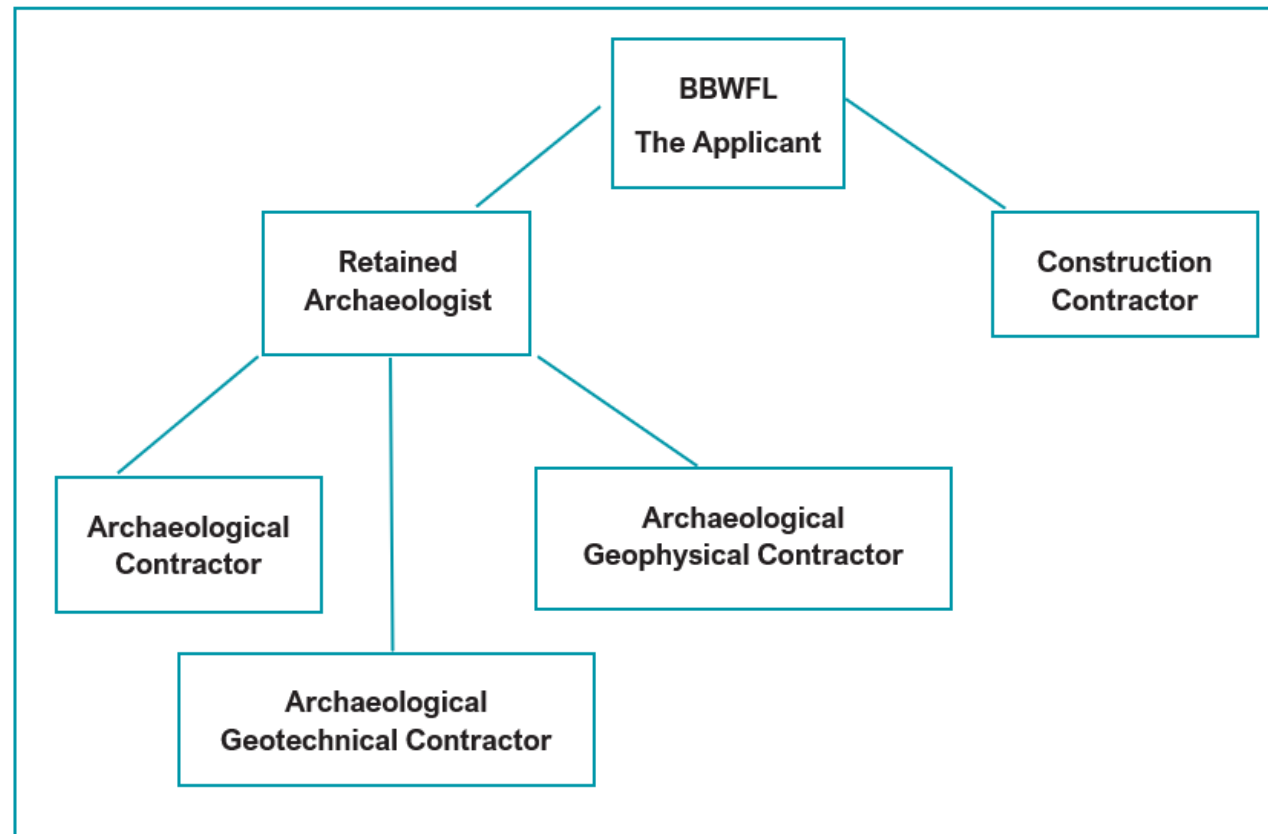 BBWFL
The Applicant
Retained
Archaeologist
Construction
Contractor
Archaeological
Contractor
Archaeological
Geophysical Contractor
Archaeological
Geotechnical Contractor